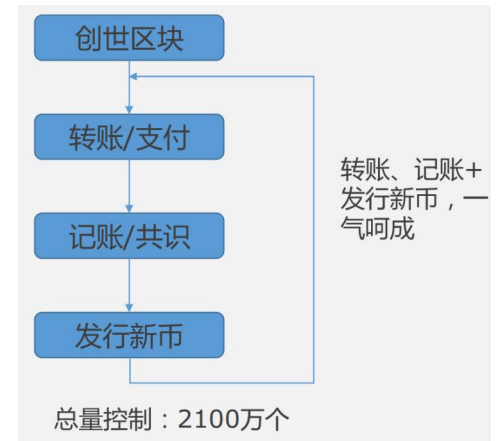 创世区块
转账/支付
记账/共识
发行新币
转账、记账+
发行新币，一
气呵成
总量控制：2100万个